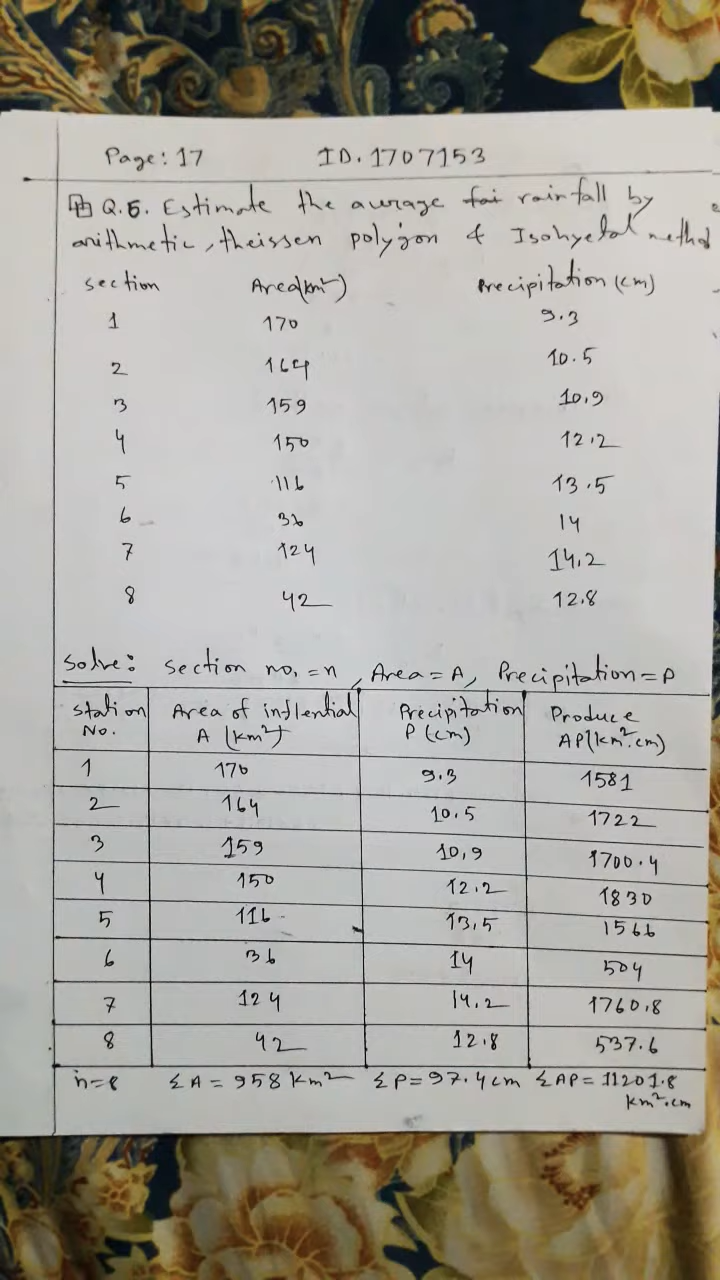 Page: 17 ID. 1707153
Q.5. Estimate the avrage rainfall by
arithmetic, theissen polygon & Isohyetal method
section Area(km²) Precipitation (cm)
1 170 9.3
2 164 10.5
3 159 10.9
4 150 12.2
5 116 13.5
6 36 14
7 124 14.2
8 42 12.8
Solve: section no. = n, Area = A, Precipitation = P
Station No. Area of inflential A (km²) Precipitation P (cm) Produce AP(km².cm)
1 170 9.3 1581
2 164 10.5 1722
3 159 10.9 1700.4
4 150 12.2 1830
5 116 13.5 1566
6 36 14 504
7 124 14.2 1760.8
8 42 12.8 537.6
n=8 ΣA = 958 km² ΣP = 97.4 cm ΣAP = 11201.8
km².cm